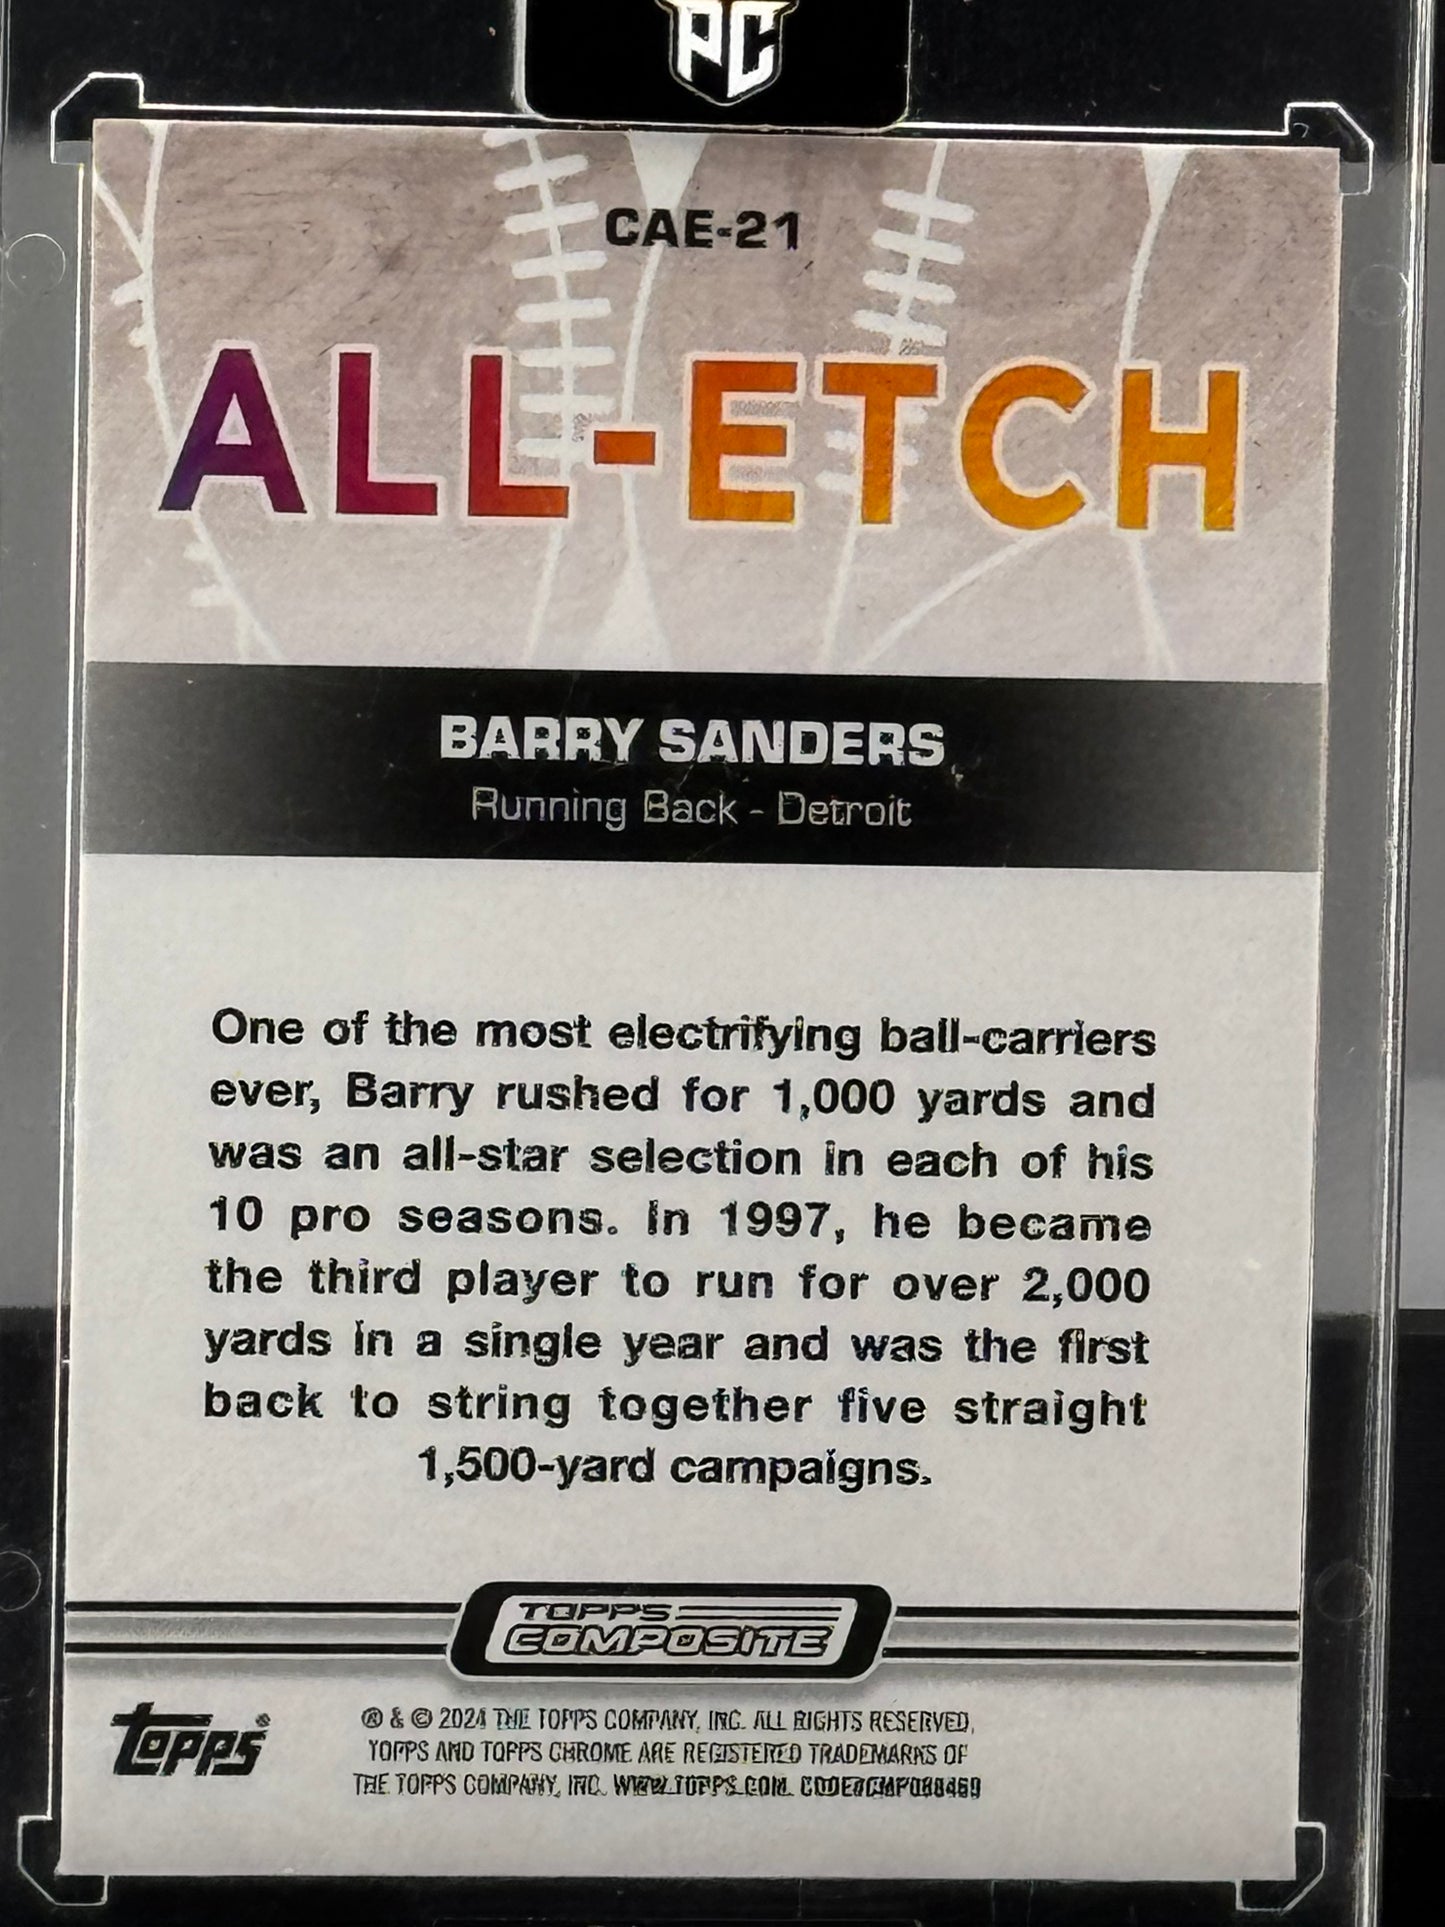 PC
CAE-21
ALL-ETCH
BARRY SANDERS
Running Back - Detroit
One of the most electrifying ball-carriers
ever, Barry rushed for 1,000 yards and
was an all-star selection in each of his
10 pro seasons. In 1997, he became
the third player to run for over 2,000
yards in a single year and was the first
back to string together five straight
1,500-yard campaigns.
TOPPS
COMPOSITE
Topps
® & © 2024 THE TOPPS COMPANY, INC. ALL RIGHTS RESERVED.
TOPPS AND TOPPS CHROME ARE REGISTERED TRADEMARKS OF
THE TOPPS COMPANY, INC. WWW.TOPPS.COM.